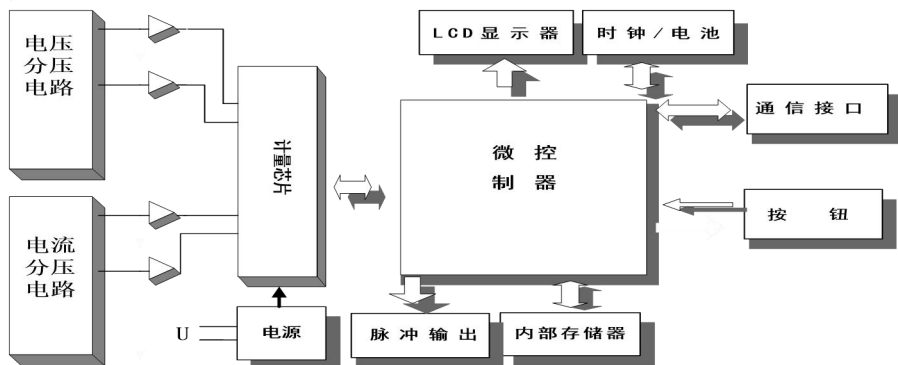 电压
分压
电路
电流
分压
电路
计量芯片
U
电源
LCD显示器
时钟/电池
微控
制器
通信接口
按钮
脉冲输出
内部存储器